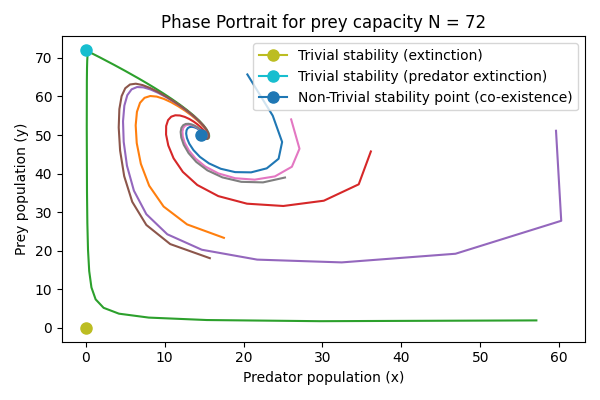 Phase Portrait for prey capacity N = 72
Trivial stability (extinction)
Trivial stability (predator extinction)
Non-Trivial stability point (co-existence)
Prey population (y)
70
60
50
40
30
20
10
0
0 10 20 30 40 50 60
Predator population (x)